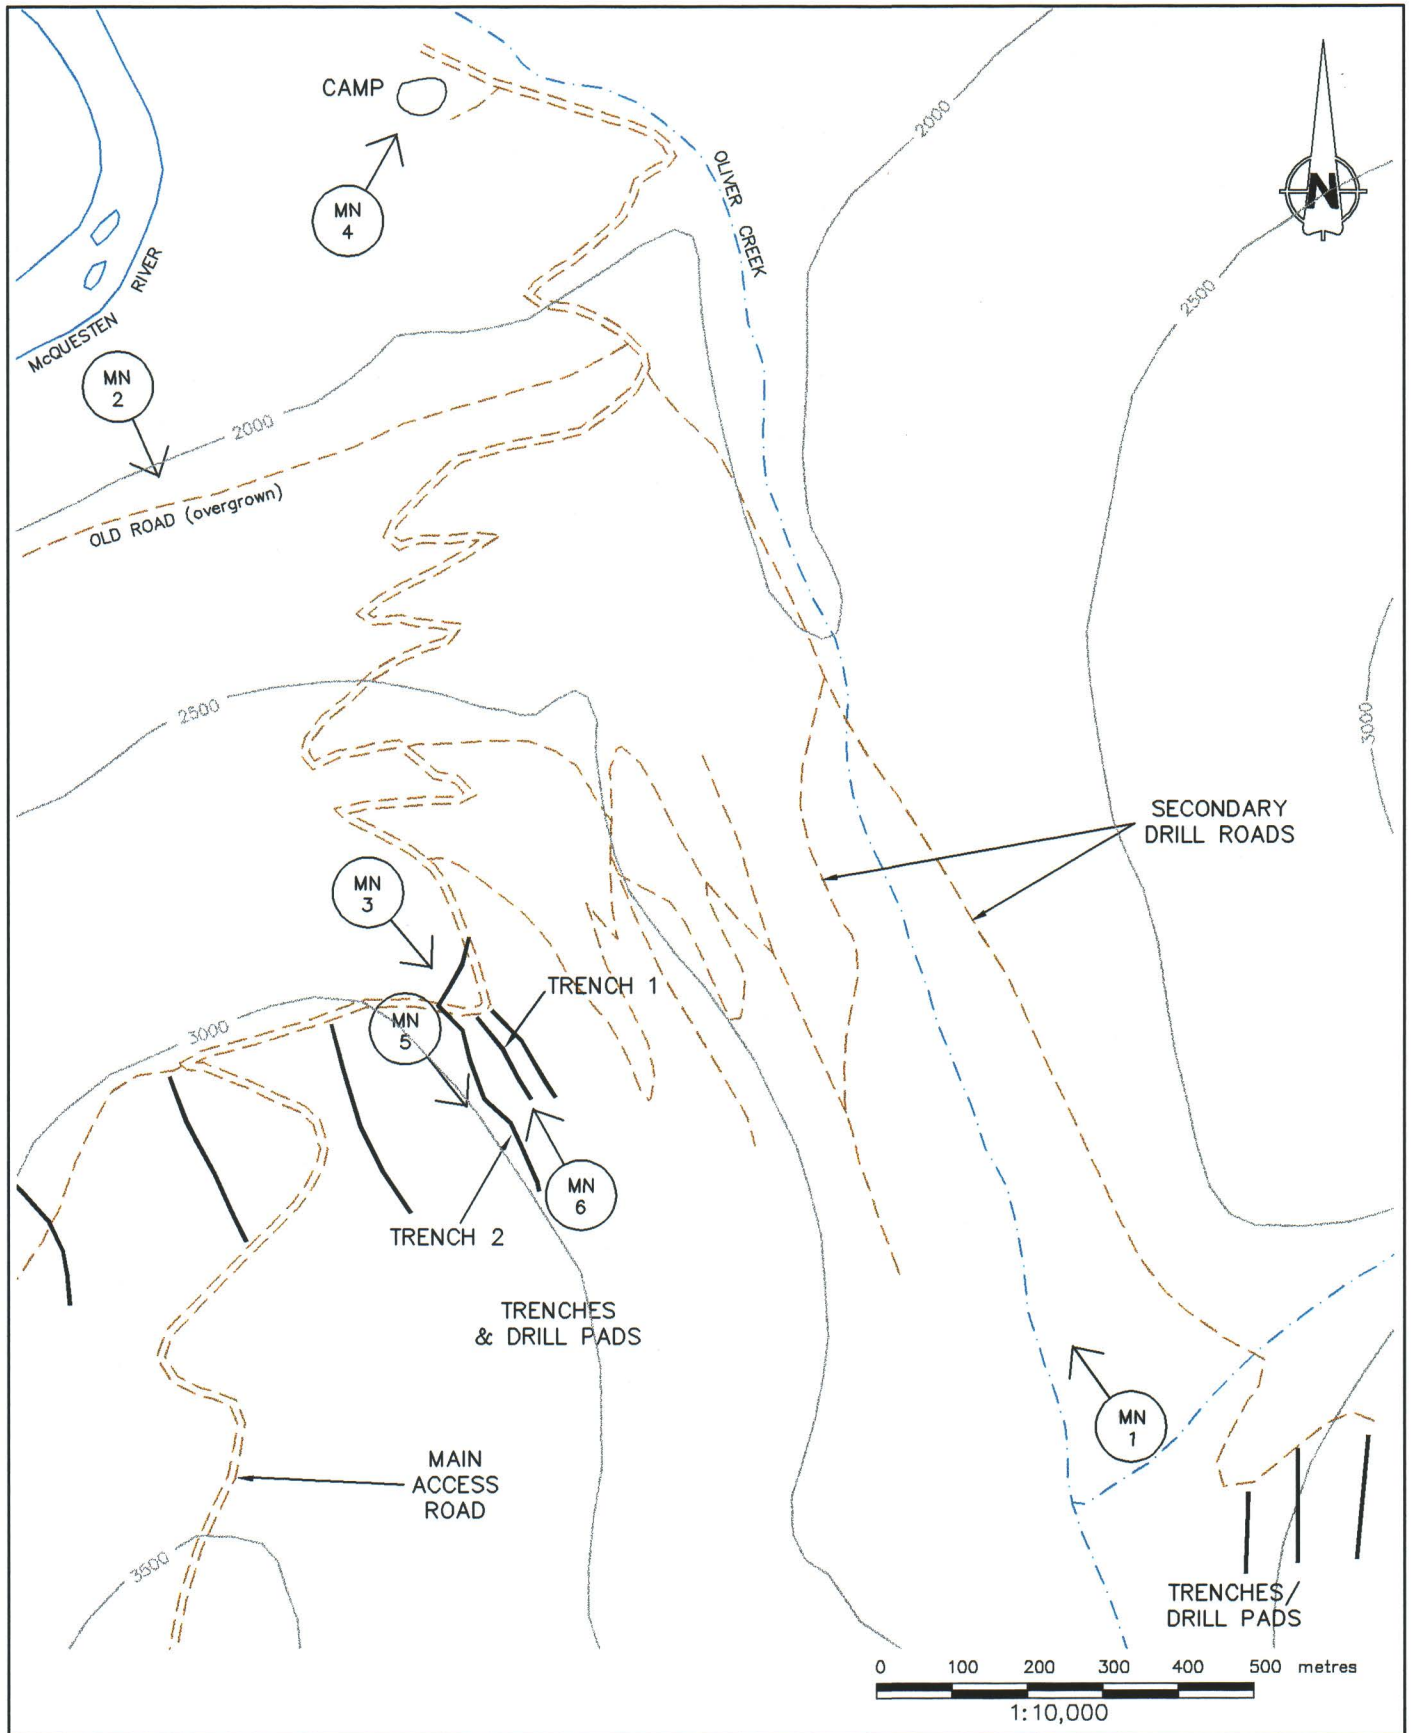 CAMP
MN
4
OLIVER CREEK
2000
N
2500
McQUESTEN RIVER
MN
2
2000
OLD ROAD (overgrown)
2500
3000
SECONDARY
DRILL ROADS
MN
3
TRENCH 1
3000
MN
5
MN
6
TRENCH 2
TRENCHES
& DRILL PADS
MN
1
MAIN
ACCESS
ROAD
3500
TRENCHES/
DRILL PADS
0 100 200 300 400 500 metres
1:10,000